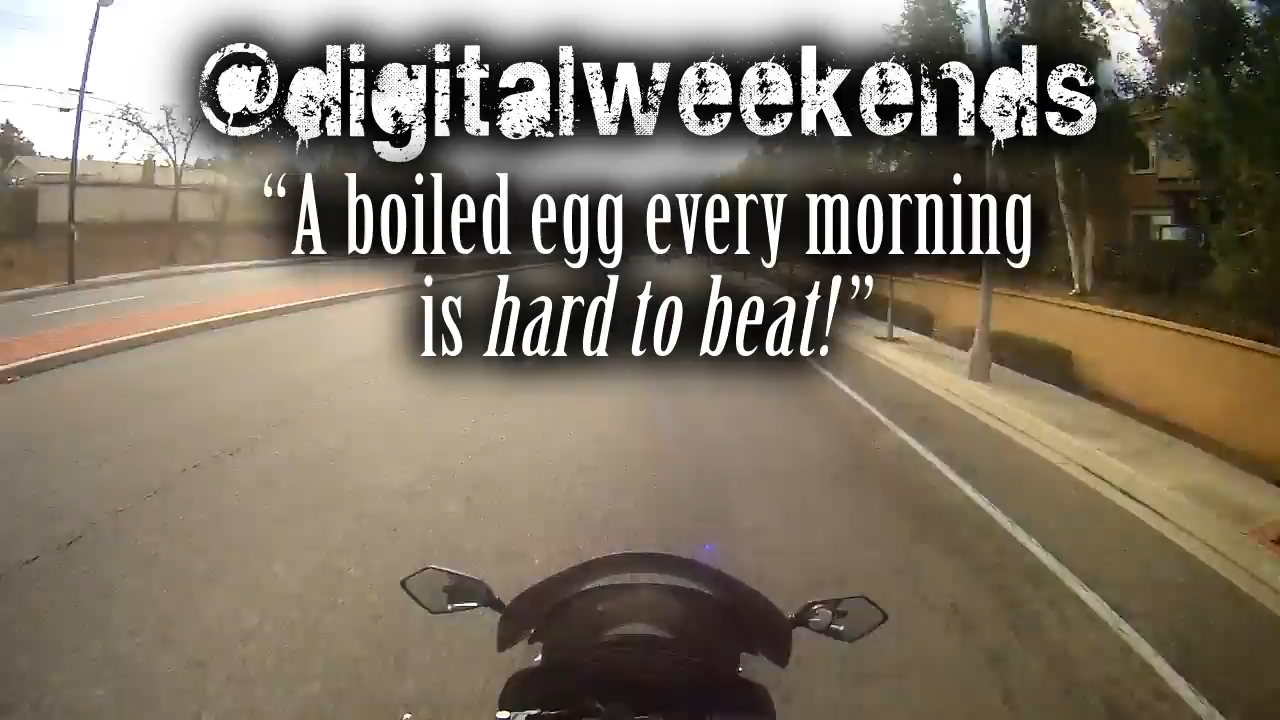 @digitalweekends
“A boiled egg every morning
is hard to beat!”